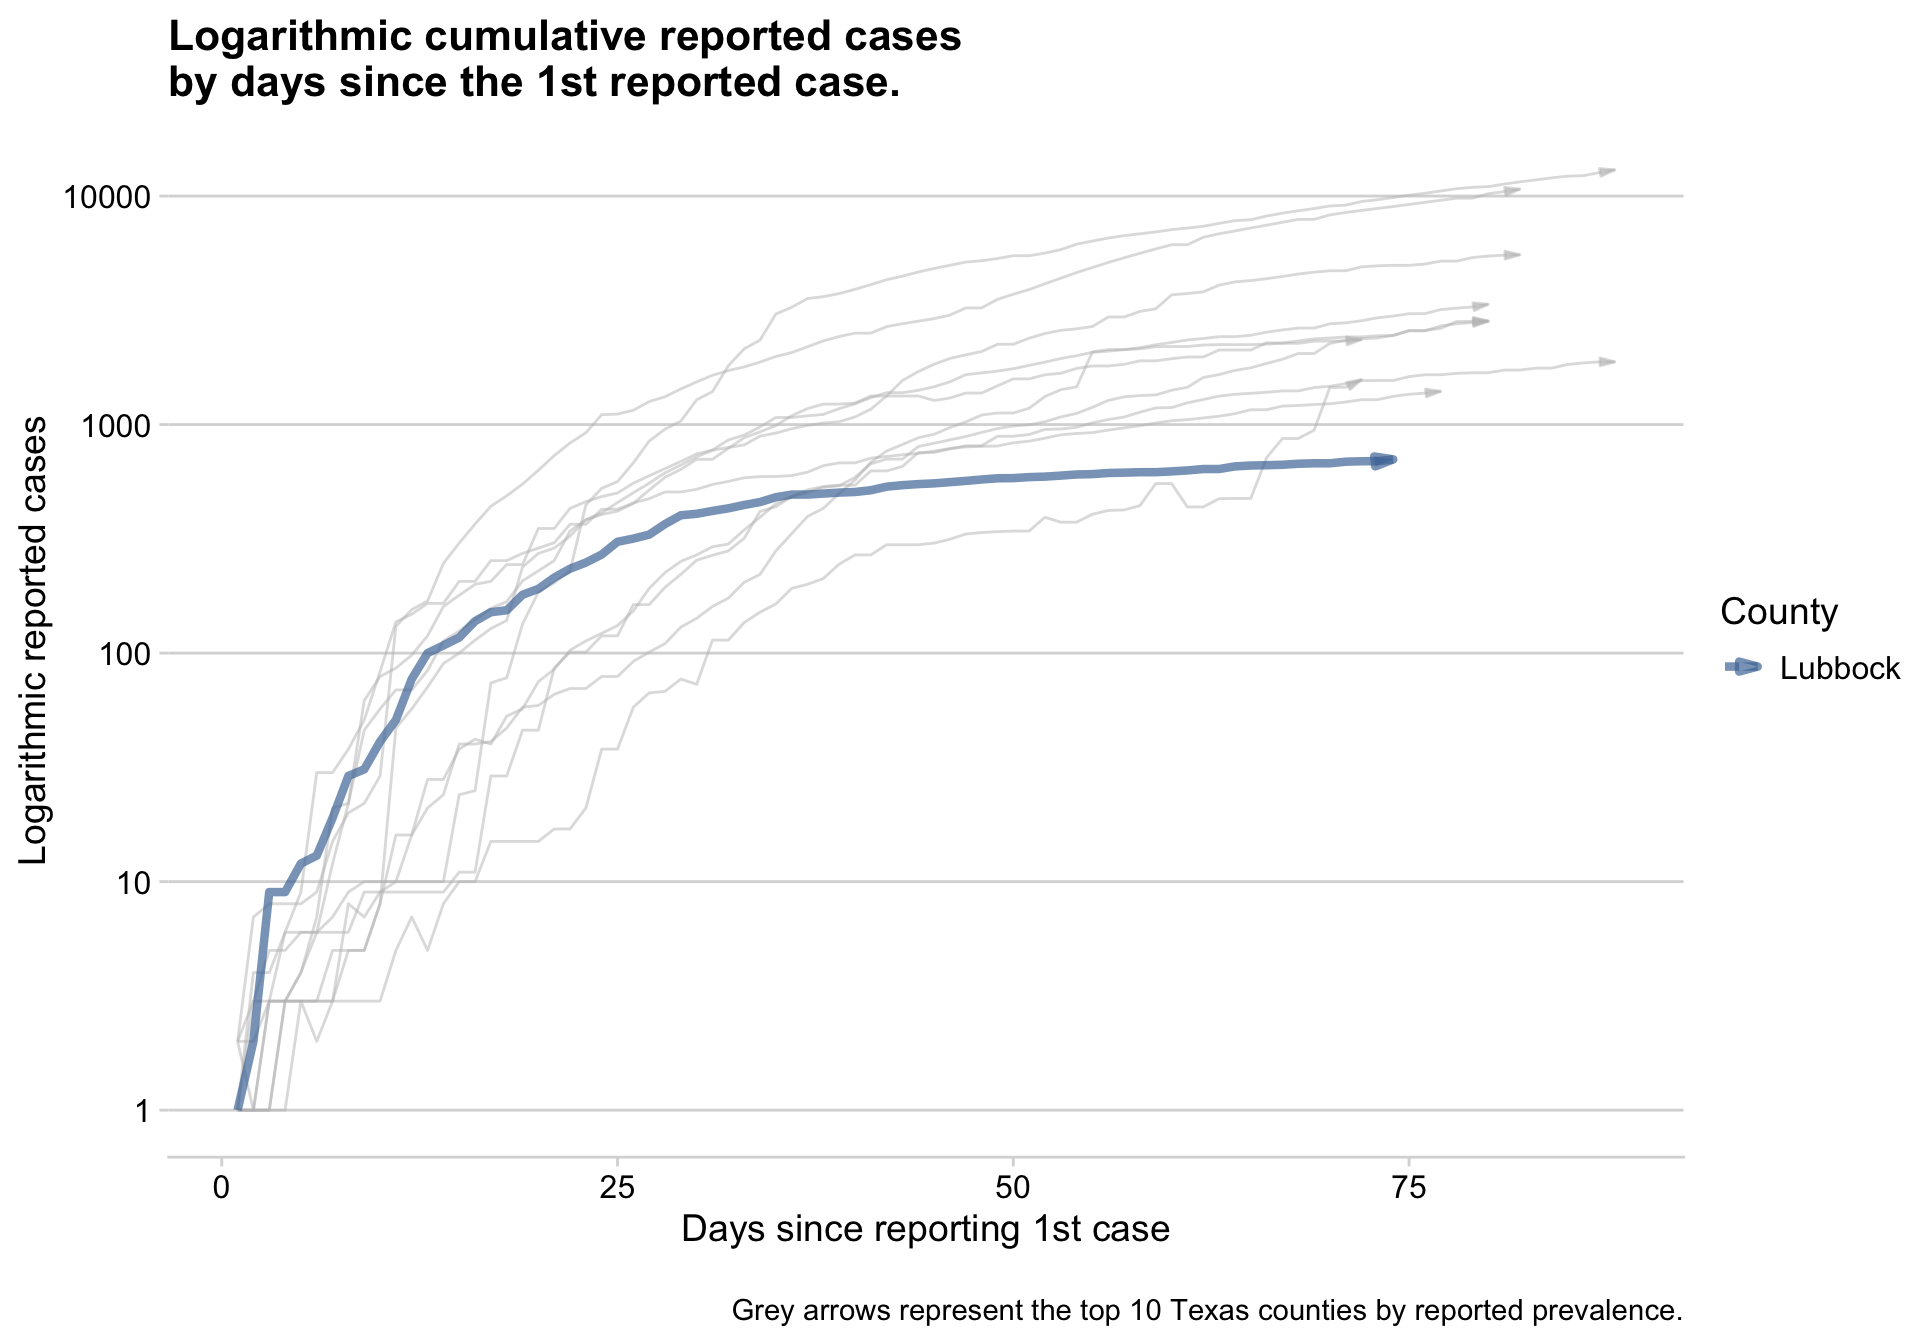 Logarithmic cumulative reported cases
by days since the 1st reported case.
Logarithmic reported cases
10000
1000
100
10
1
0
25
50
75
Days since reporting 1st case
County
Lubbock
Grey arrows represent the top 10 Texas counties by reported prevalence.